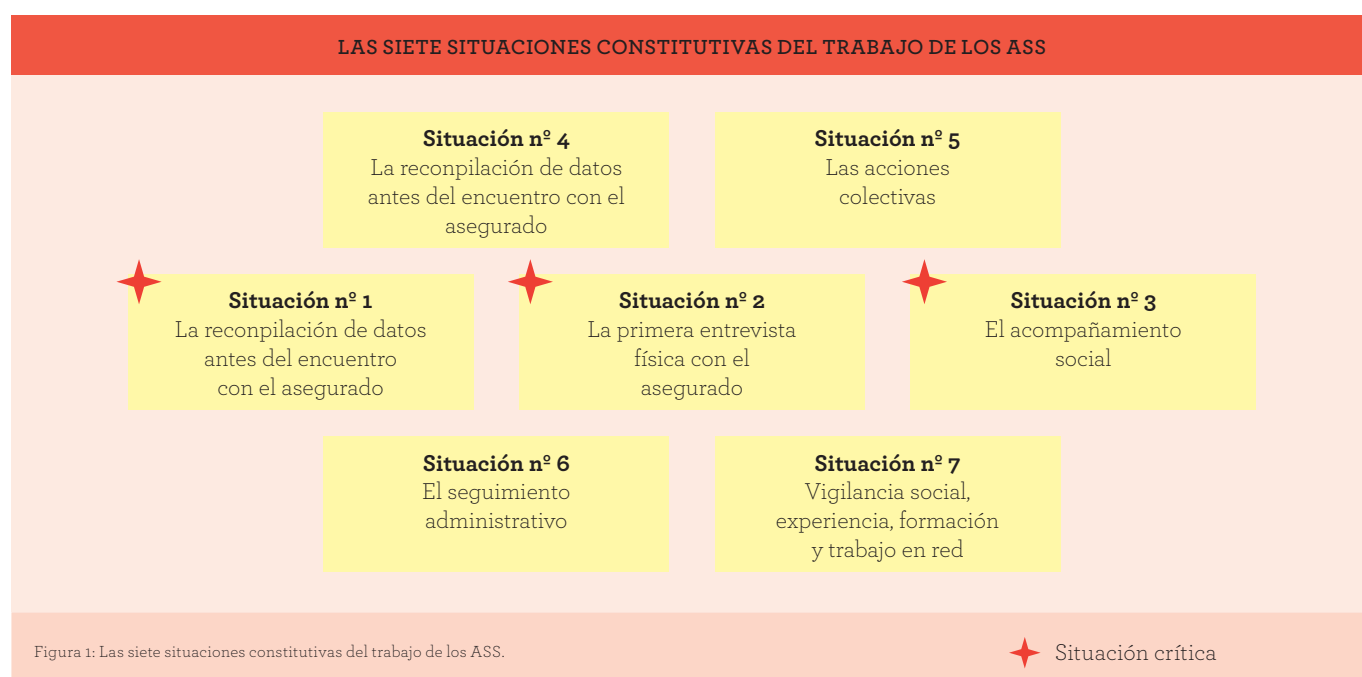 LAS SIETE SITUACIONES CONSTITUTIVAS DEL TRABAJO DE LOS ASS
Situación nº 4
La reconpilación de datos
antes del encuentro con el
asegurado
Situación nº 5
Las acciones
colectivas
Situación nº 1
La reconpilación de datos
antes del encuentro
con el asegurado
Situación nº 2
La primera entrevista
física con el
asegurado
Situación nº 3
El acompañamiento
social
Situación nº 6
El seguimiento
administrativo
Situación nº 7
Vigilancia social,
experiencia, formación
y trabajo en red
Figura 1: Las siete situaciones constitutivas del trabajo de los ASS.
Situación crítica